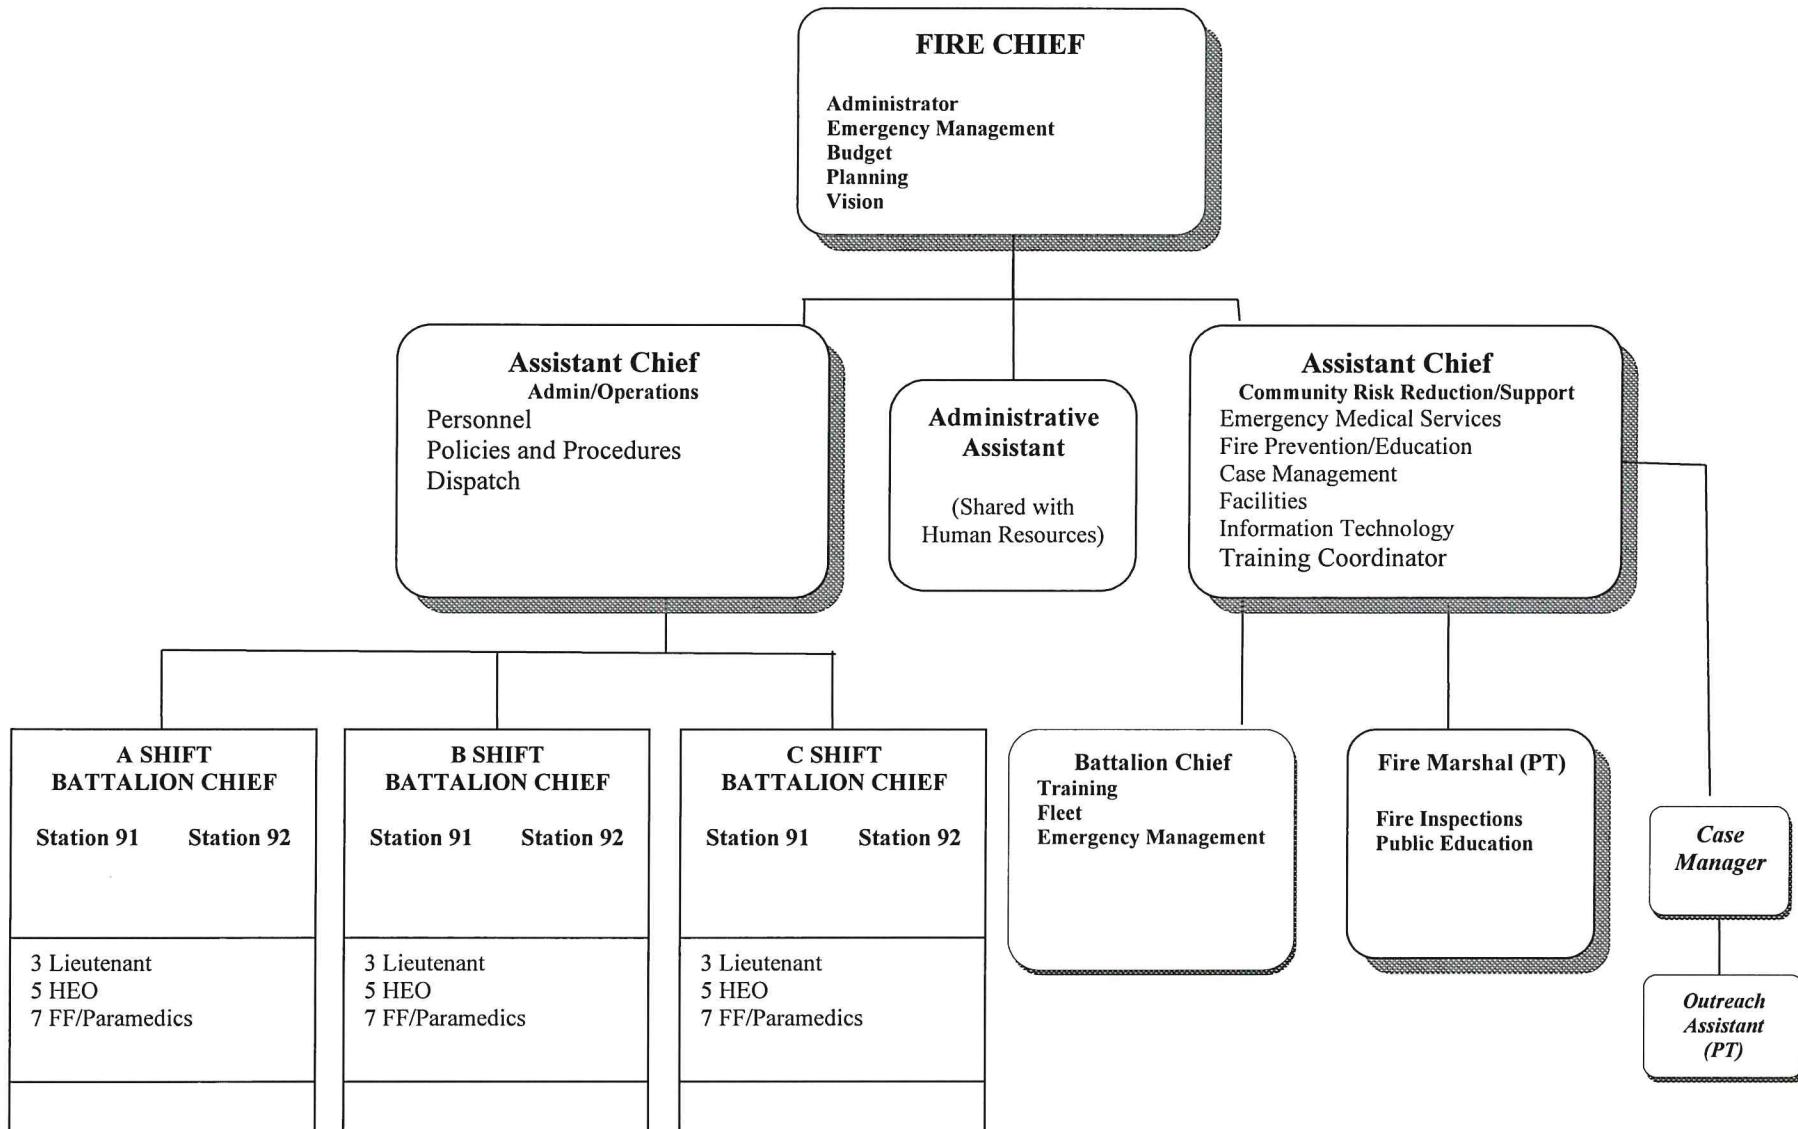 FIRE CHIEF
Administrator
Emergency Management
Budget
Planning
Vision
Assistant Chief
Admin/Operations
Personnel
Policies and Procedures
Dispatch
Administrative
Assistant
(Shared with
Human Resources)
Assistant Chief
Community Risk Reduction/Support
Emergency Medical Services
Fire Prevention/Education
Case Management
Facilities
Information Technology
Training Coordinator
A SHIFT
BATTALION CHIEF
Station 91 Station 92
3 Lieutenant
5 HEO
7 FF/Paramedics
B SHIFT
BATTALION CHIEF
Station 91 Station 92
3 Lieutenant
5 HEO
7 FF/Paramedics
C SHIFT
BATTALION CHIEF
Station 91 Station 92
3 Lieutenant
5 HEO
7 FF/Paramedics
Battalion Chief
Training
Fleet
Emergency Management
Fire Marshal (PT)
Fire Inspections
Public Education
Case
Manager
Outreach
Assistant
(PT)